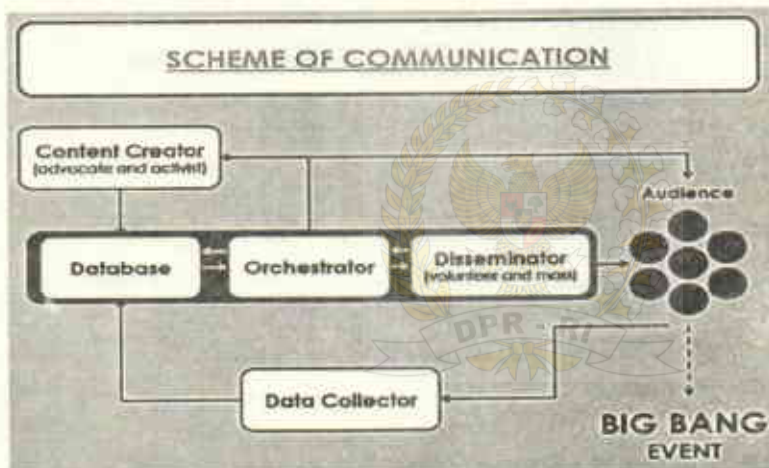 SCHEME OF COMMUNICATION
Content Creator
(advocate and activist)
Audience
Database
Orchestrator
Disseminator
(volunteer and mass)
DPR - RI
Data Collector
BIG BANG
EVENT